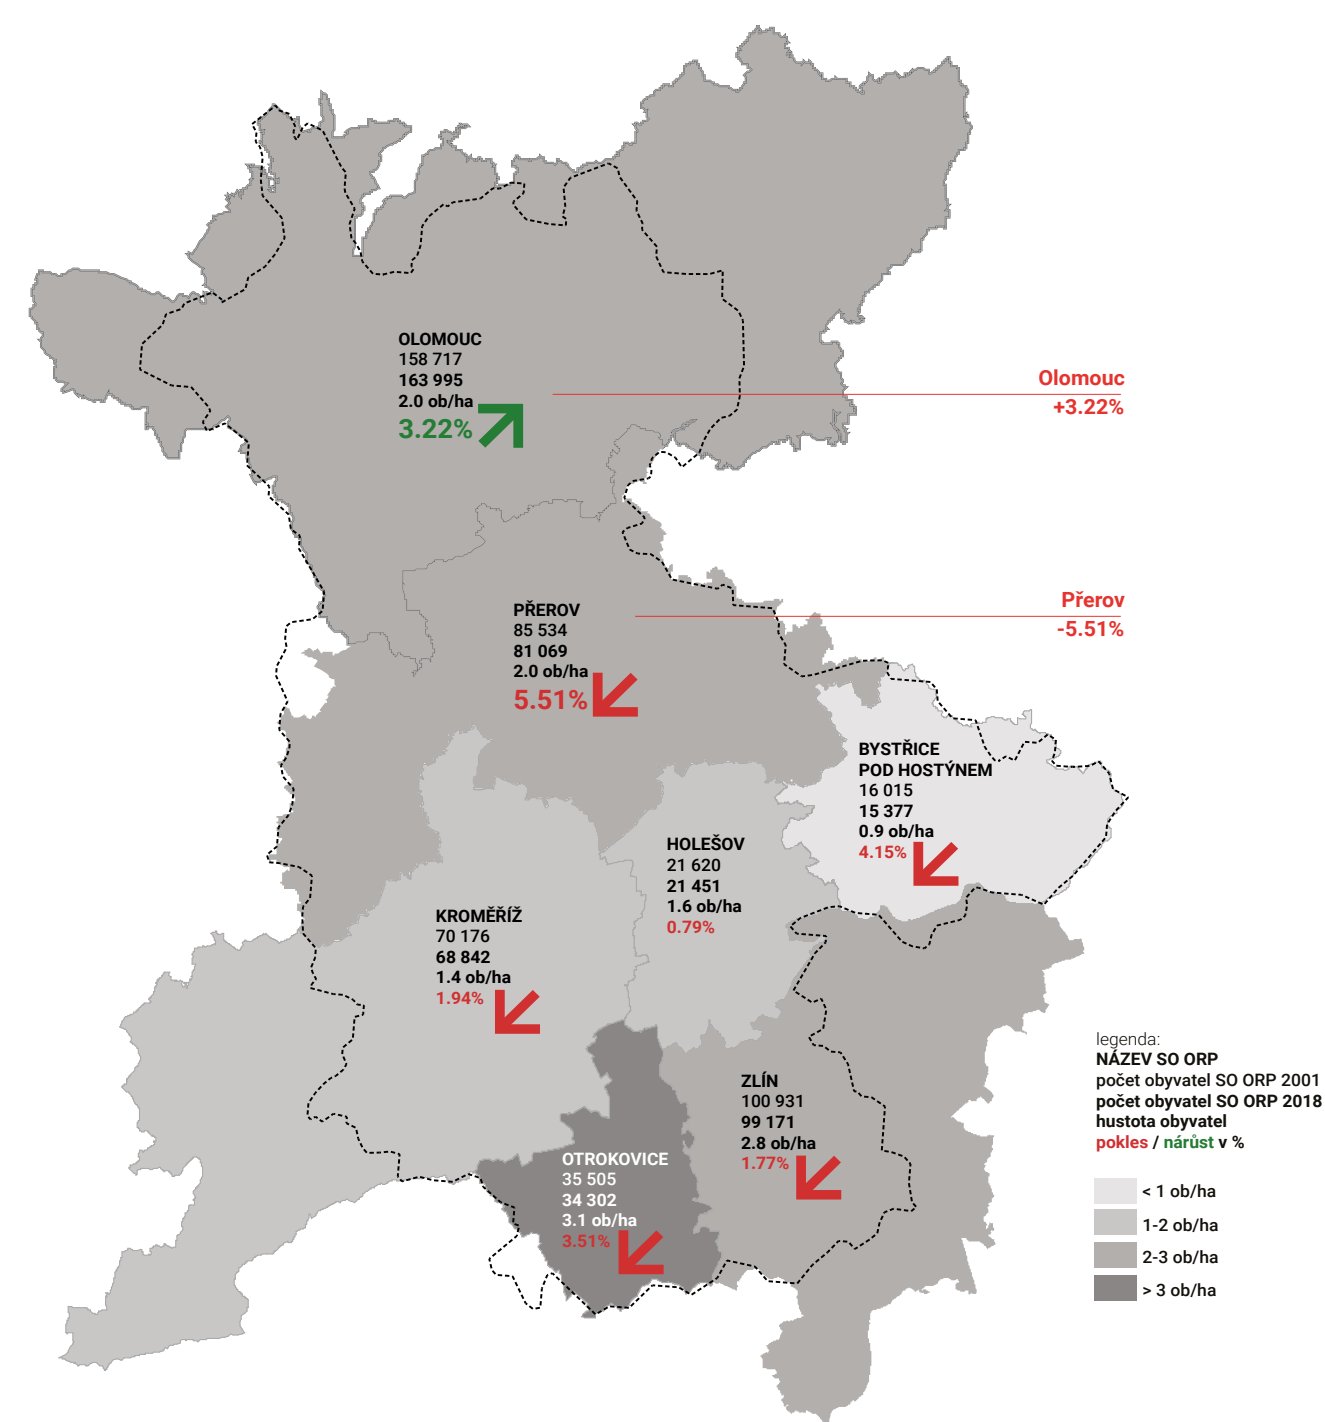 OLOMOUC
158 717
163 995
2.0 ob/ha
3.22%
Olomouc
+3.22%
PŘEROV
85 534
81 069
2.0 ob/ha
5.51%
Přerov
-5.51%
BYSTŘICE
POD HOSTÝNEM
16 015
15 377
0.9 ob/ha
4.15%
HOLEŠOV
21 620
21 451
1.6 ob/ha
0.79%
KROMĚŘÍŽ
70 176
68 842
1.4 ob/ha
1.94%
ZLÍN
100 931
99 171
2.8 ob/ha
1.77%
OTROKOVICE
35 505
34 302
3.1 ob/ha
3.51%
legenda:
NÁZEV SO ORP
počet obyvatel SO ORP 2001
počet obyvatel SO ORP 2018
hustota obyvatel
pokles / nárůst v %
< 1 ob/ha
1-2 ob/ha
2-3 ob/ha
> 3 ob/ha